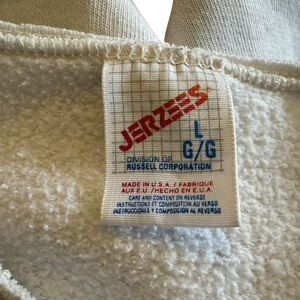 JERZEES
L
G/G
DIVISION OF
RUSSELL CORPORATION
MADE IN U.S.A. / FABRIQUE
AUX E.U. / HECHO EN E.U.A.
CARE AND CONTENT ON REVERSE
INSTRUCTIONS ET COMPOSITION AU VERSO
INSTRUCCIONES Y COMPOSICION AL REVERSO